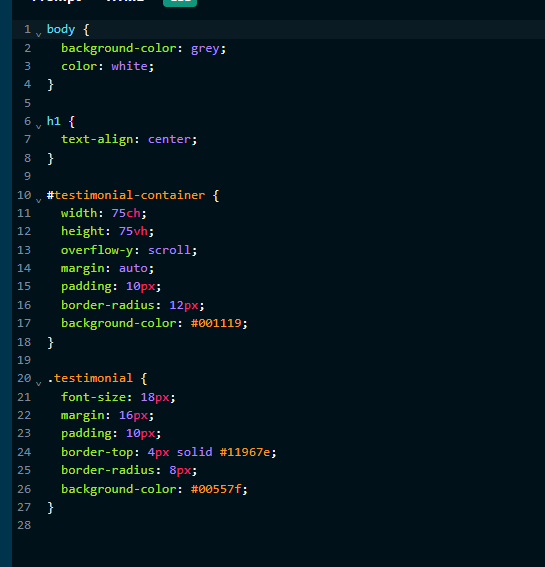 1 body {
2 background-color: grey;
3 color: white;
4 }
5
6 h1 {
7 text-align: center;
8 }
9
10 #testimonial-container {
11 width: 75ch;
12 height: 75vh;
13 overflow-y: scroll;
14 margin: auto;
15 padding: 10px;
16 border-radius: 12px;
17 background-color: #001119;
18 }
19
20 .testimonial {
21 font-size: 18px;
22 margin: 16px;
23 padding: 10px;
24 border-top: 4px solid #11967e;
25 border-radius: 8px;
26 background-color: #00557f;
27 }
28